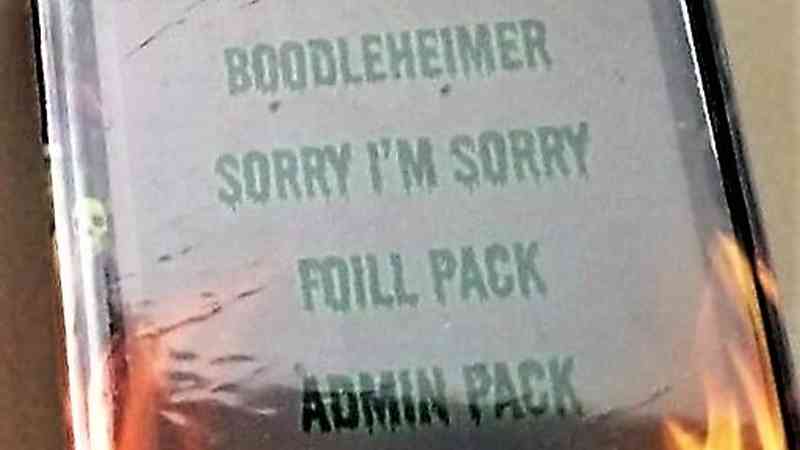 BOODLEHEIMER
SORRY I'M SORRY
FOILL PACK
ADMIN PACK